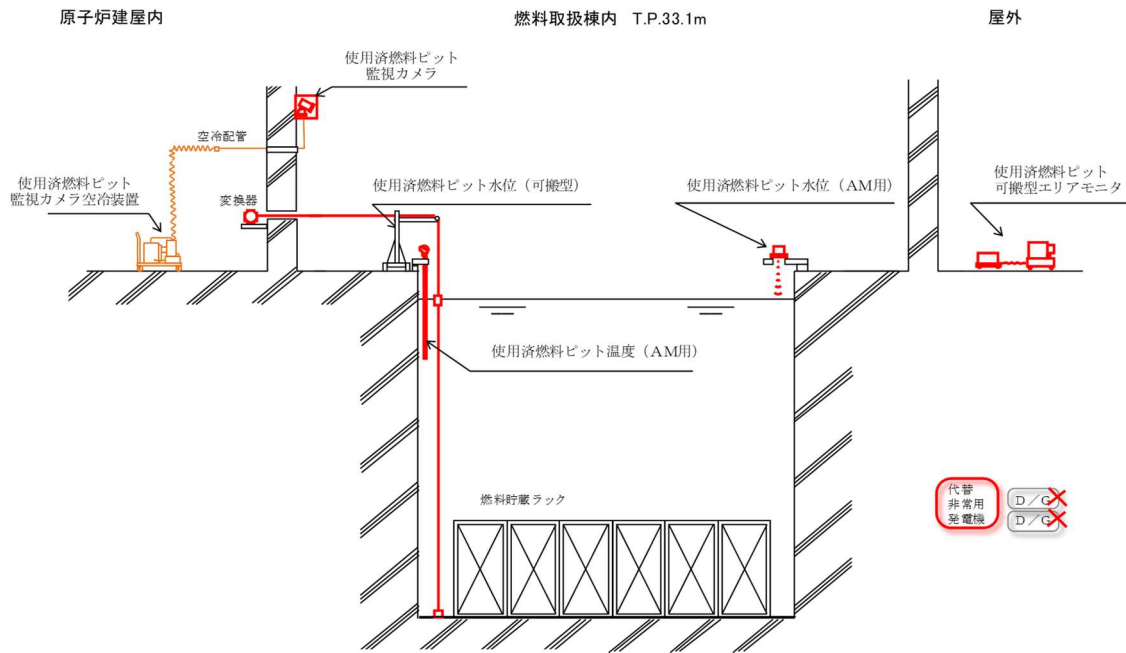 原子炉建屋内
燃料取扱棟内 T.P.33.1m
屋外
使用済燃料ピット
監視カメラ
空冷配管
使用済燃料ピット
監視カメラ空冷装置
変換器
使用済燃料ピット水位（可搬型）
使用済燃料ピット水位（AM用）
使用済燃料ピット
可搬型エリアモニタ
使用済燃料ピット温度（AM用）
燃料貯蔵ラック
代替
非常用
発電機
D／G
D／G